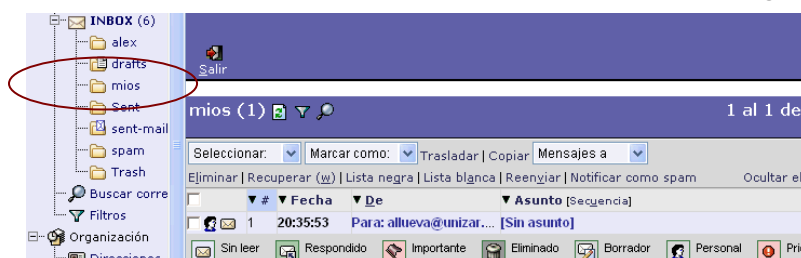 INBOX (6)
alex
drafts
mios
Sent
sent-mail
spam
Trash
Buscar corre
Filtros
Organización
Salir
mios (1) 1 al 1 de
Seleccionar: Marcar como: Trasladar | Copiar Mensajes a
Eliminar | Recuperar (w) | Lista negra | Lista blanca | Reenviar | Notificar como spam Ocultar el
# Fecha De Asunto [Secuencia]
1 20:35:53 Para: allueva@unizar.... [Sin asunto]
Sin leer Respondido Importante Eliminado Borrador Personal